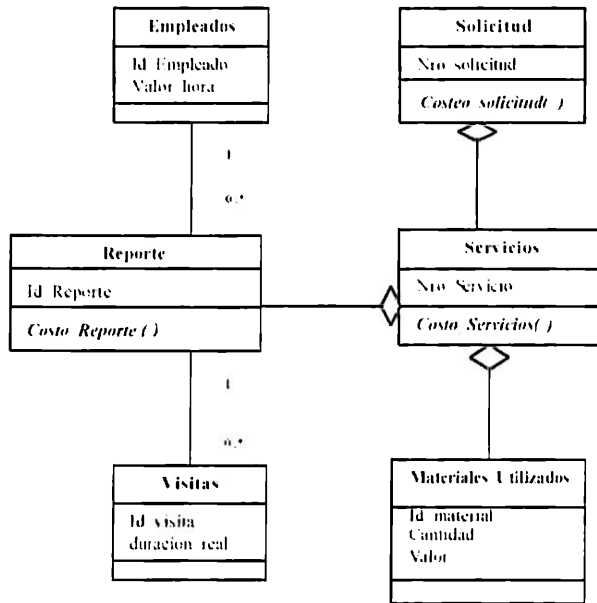 Empleados
Id Empleado
Valor hora
Solicitud
Nro solicitud
Costeo solicitud( )
1
0.*
Reporte
Id Reporte
Costo Reporte ( )
Servicios
Nro Servicio
Costo Servicios( )
1
0.*
Visitas
Id visita
duracion real
Materiales Utilizados
Id material
Cantidad
Valor